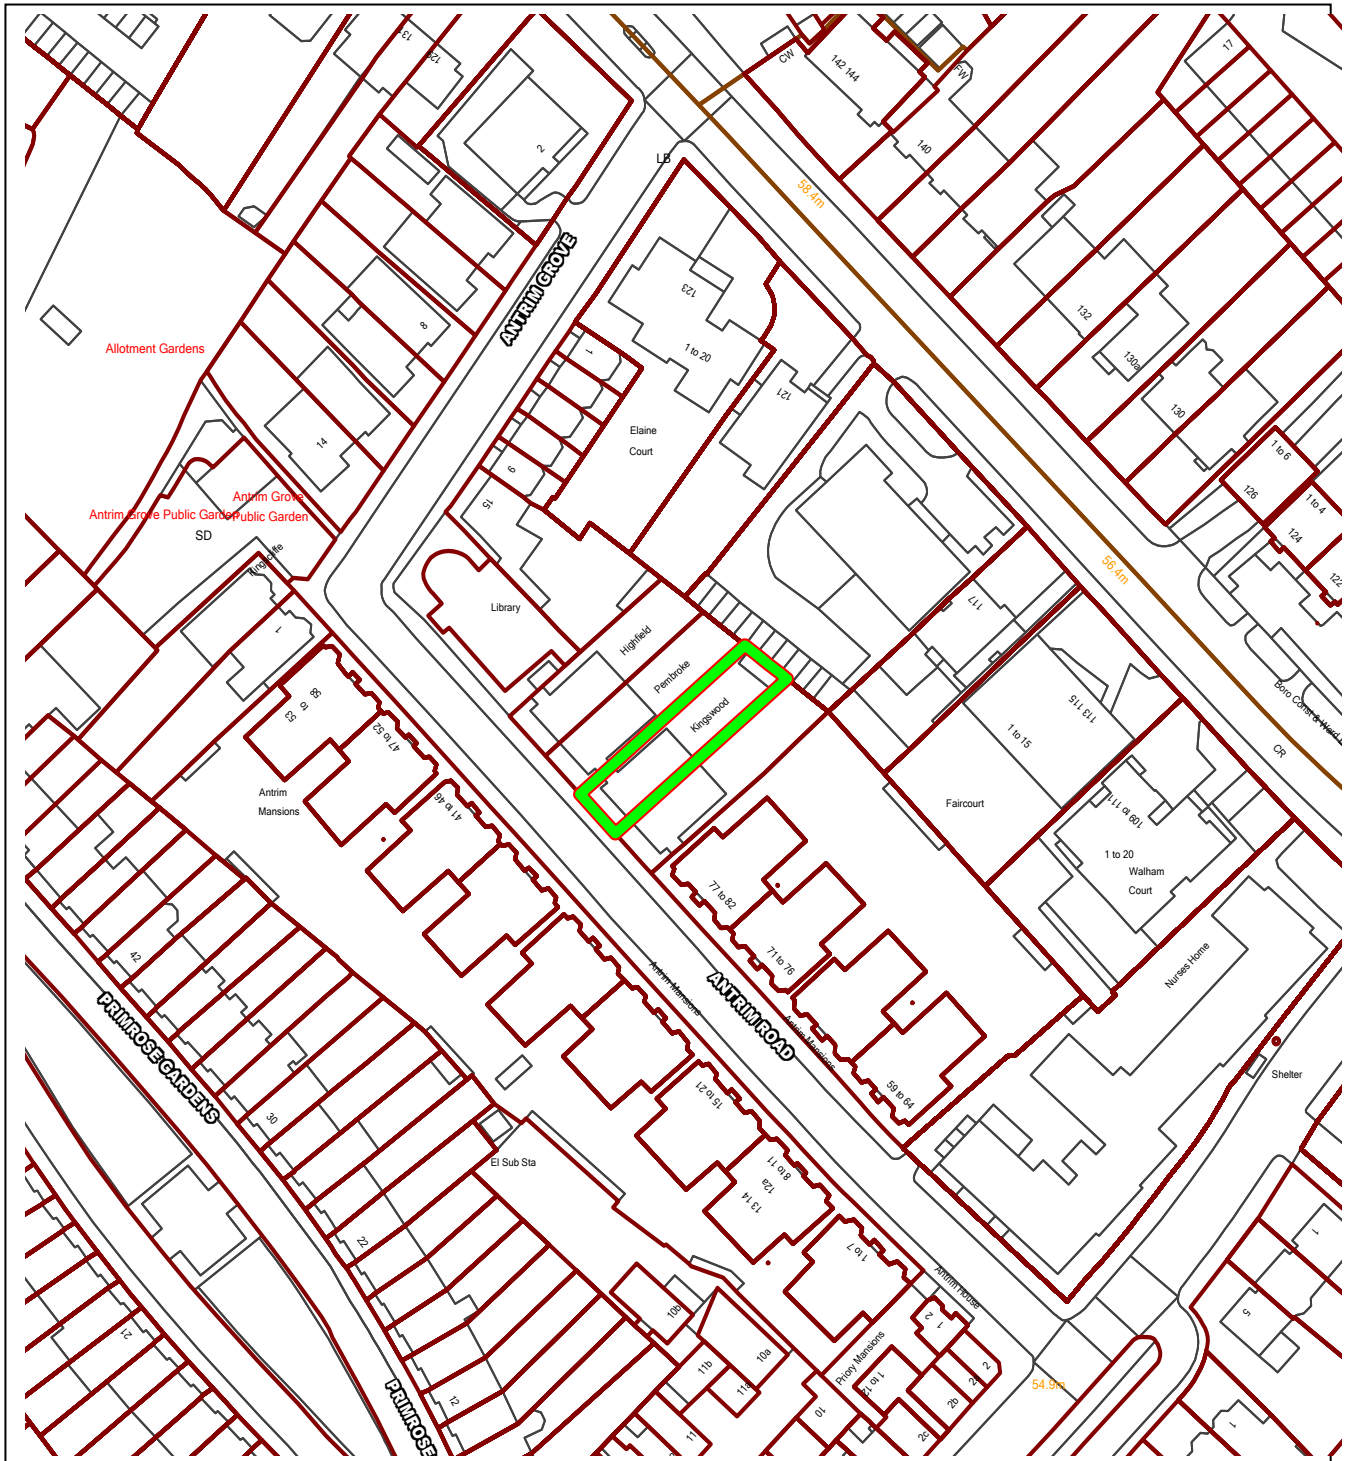 13
12a
CW
142 144
FW
17
2
LB
140
58.4m
ANTRIM GROVE
123
132
8
1
1 to 20
130a
Allotment Gardens
121
130
14
Elaine
Court
1 to 6
6
126
1 to 4
Antrim Grove
Antrim Grove Public Garden
Public Garden
15
124
SD
Kingscliffe
56.4m
122
117
Library
1
Highfield
Pembroke
Kingswood
113 115
Boro Const & Ward
58
to
53
47 to 52
1 to 15
CR
Antrim
Mansions
41 to 46
Faircourt
109 to 111
1 to 20
Walham
Court
77 to 82
42
71 to 76
Nurses Home
Antrim Mansions
ANTRIM ROAD
PRIMROSE GARDENS
Antrim Mansions
59 to 64
Shelter
30
15 to 21
El Sub Sta
8 to 11
12a
13 14
22
1 to 7
1
Antrim House
10b
2
1
5
21
Priory Mansions
10a
11b
2
2a
54.9m
1 to 12
11a
12
2b
10
PRIMROSE
11
2c
1